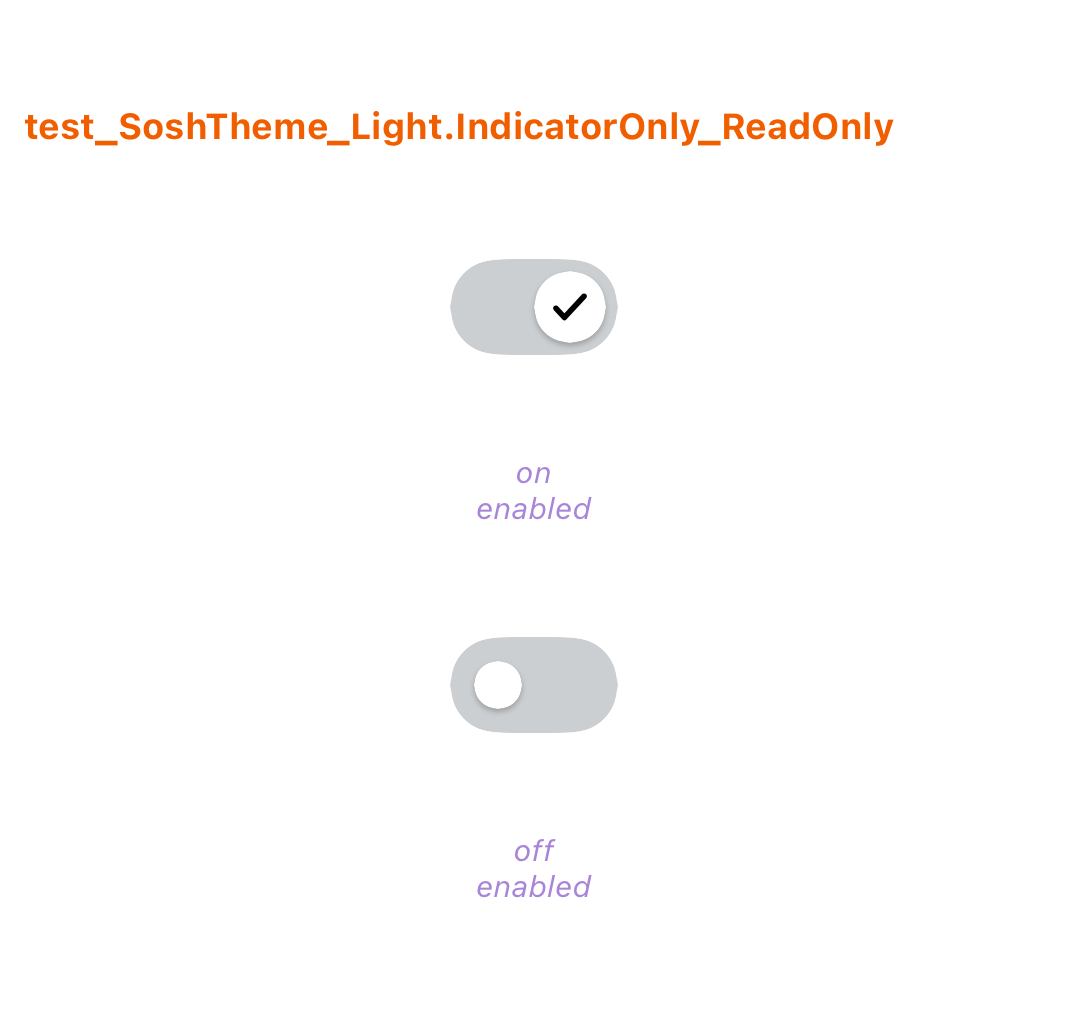 test_SoshTheme_Light.IndicatorOnly_ReadOnly
on
enabled
off
enabled